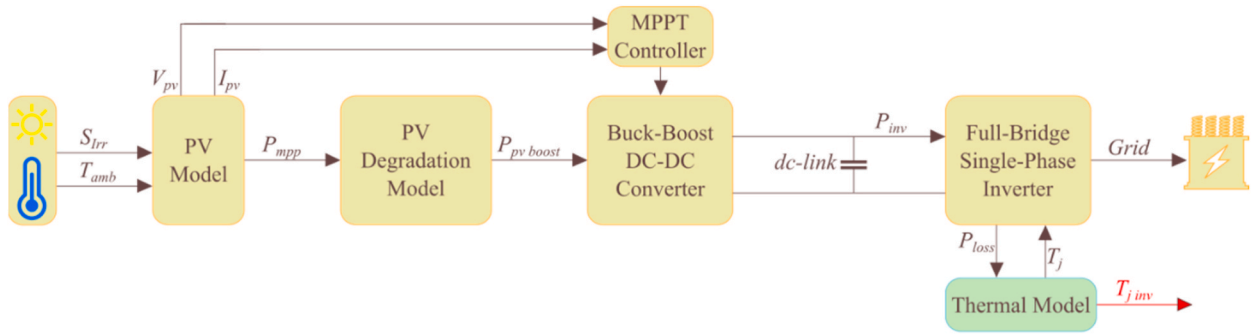 MPPT
Controller
V_pv
I_pv
S_Irr
T_amb
PV
Model
P_mpp
PV
Degradation
Model
P_pv boost
Buck-Boost
DC-DC
Converter
P_inv
dc-link
Full-Bridge
Single-Phase
Inverter
Grid
P_loss
T_j
Thermal Model
T_j inv